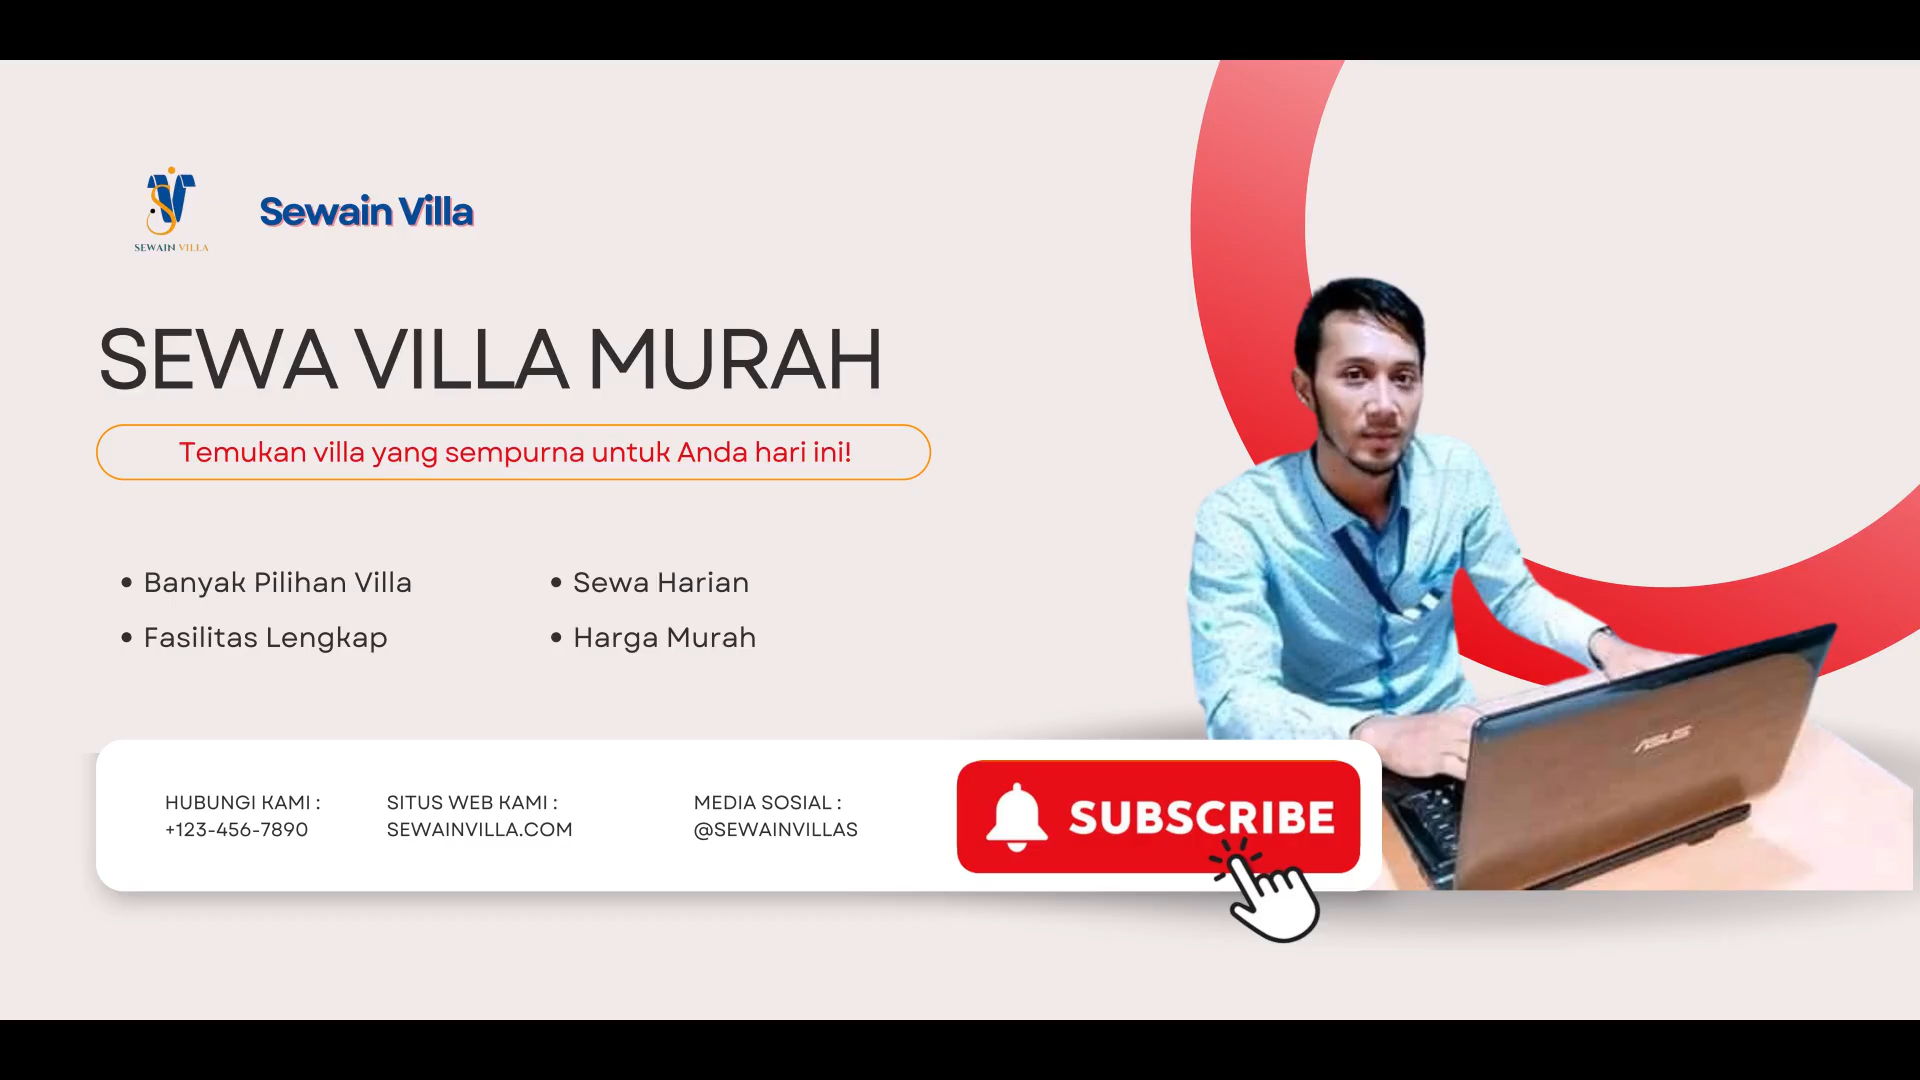 SEWAIN VILLA
Sewain Villa
SEWA VILLA MURAH
Temukan villa yang sempurna untuk Anda hari ini!
Banyak Pilihan Villa
Fasilitas Lengkap
Sewa Harian
Harga Murah
HUBUNGI KAMI :
+123-456-7890
SITUS WEB KAMI :
SEWAINVILLA.COM
MEDIA SOSIAL :
@SEWAINVILLAS
SUBSCRIBE
ASUS